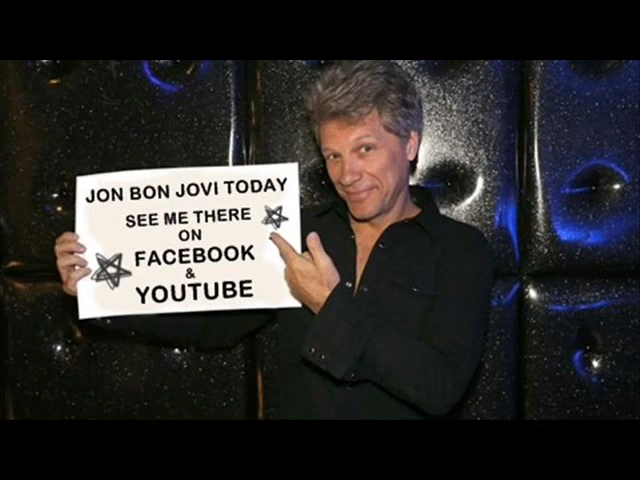 JON BON JOVI TODAY
SEE ME THERE
ON
FACEBOOK
&
YOUTUBE